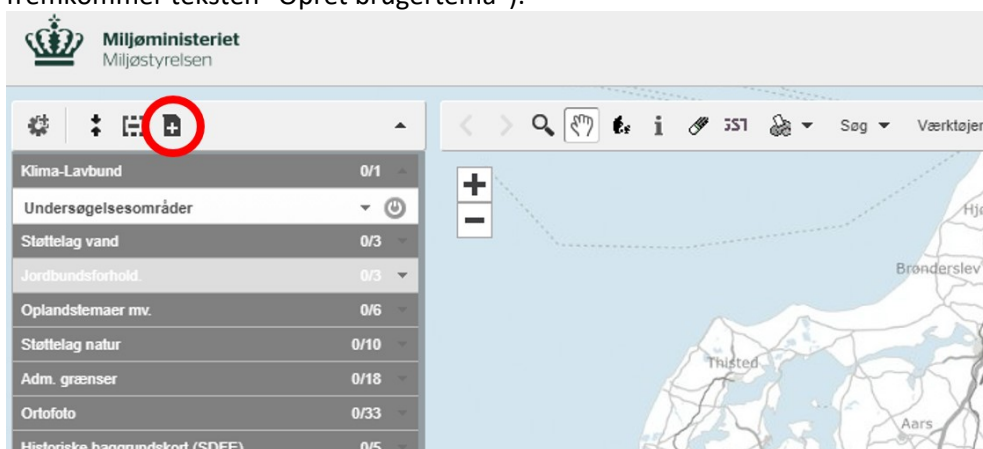 fremkommer teksten "Opret brugertema").
Miljøministeriet
Miljøstyrelsen
Søg
Værktøjer
Klima-Lavbund 0/1
Undersøgelsesområder
Støttelag vand 0/3
Jordbundsforhold. 0/3
Oplandstemaer mv. 0/6
Støttelag natur 0/10
Adm. grænser 0/18
Ortofoto 0/33
Historiske baggrundskort (SDFE) 0/5
Brønderslev
Thisted
Aars